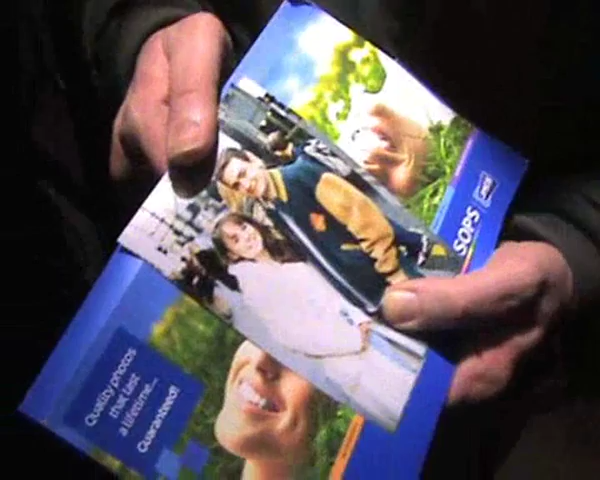 SOPS
Quality photos
that last
a lifetime...
Guaranteed!